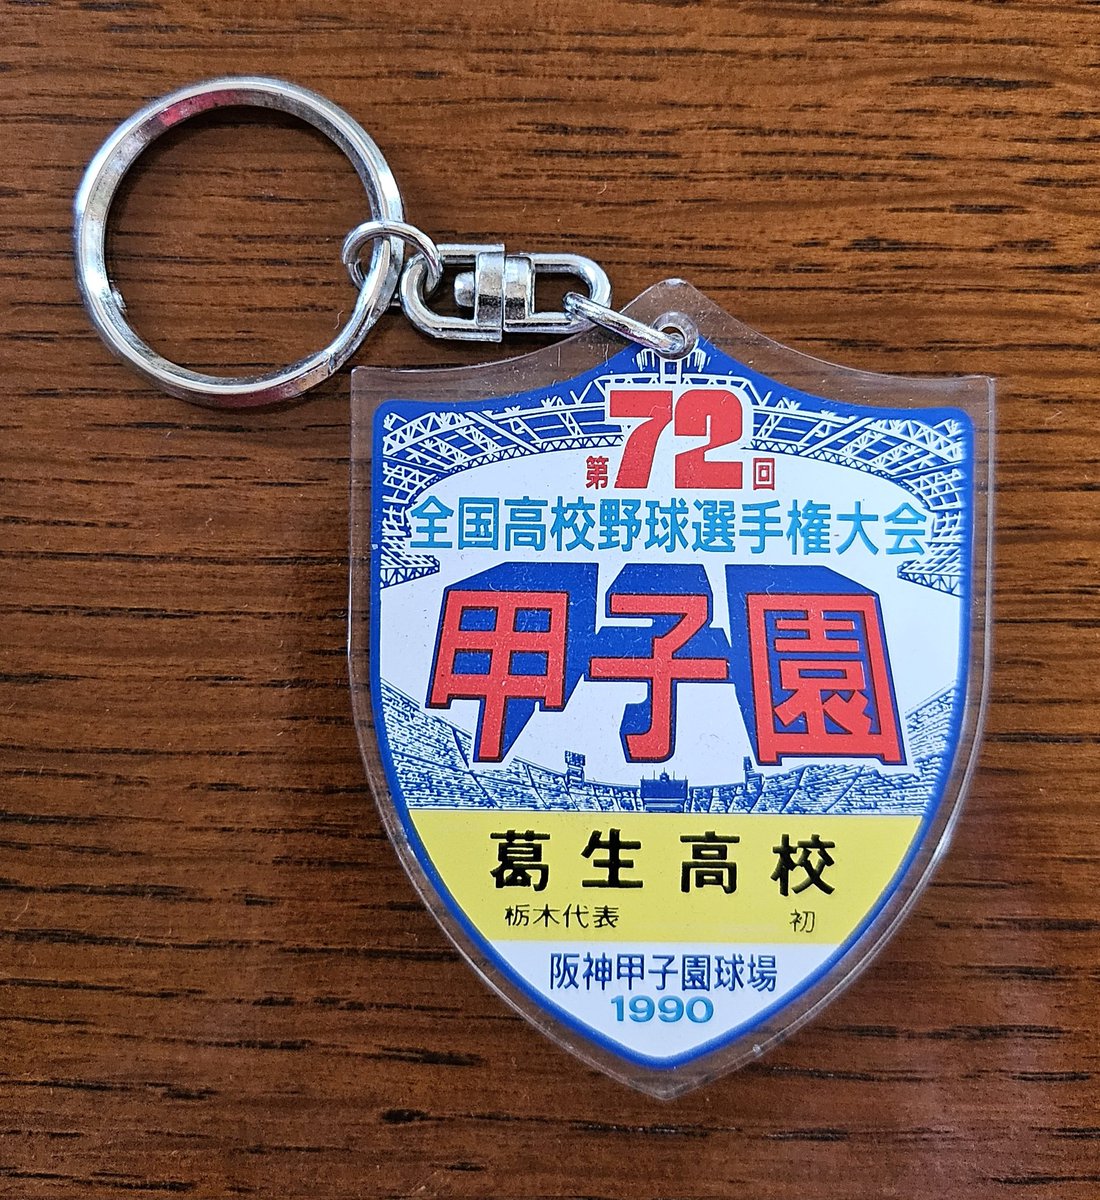 第72回
全国高校野球選手権大会
甲子園
葛生高校
栃木代表 初
阪神甲子園球場
1990